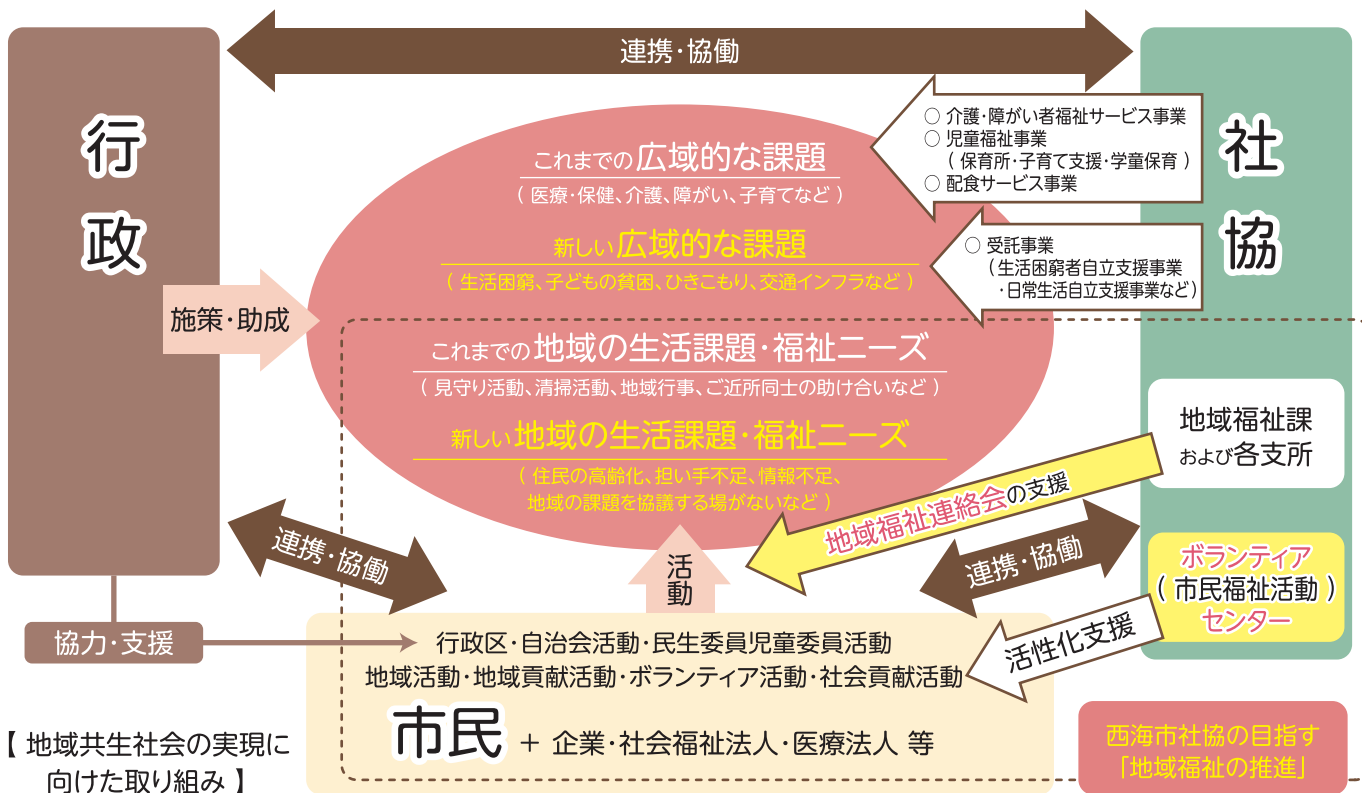 連携・協働
行政
社協
○ 介護・障がい者福祉サービス事業
○ 児童福祉事業
（ 保育所・子育て支援・学童保育 ）
○ 配食サービス事業
これまでの 広域的な課題
（ 医療・保健、介護、障がい、子育てなど ）
新しい 広域的な課題
（ 生活困窮、子どもの貧困、ひきこもり、交通インフラなど ）
○ 受託事業
（生活困窮者自立支援事業
・日常生活自立支援事業など）
施策・助成
これまでの 地域の生活課題・福祉ニーズ
（ 見守り活動、清掃活動、地域行事、ご近所同士の助け合いなど ）
新しい 地域の生活課題・福祉ニーズ
（ 住民の高齢化、担い手不足、情報不足、
地域の課題を協議する場がないなど ）
地域福祉課
および各支所
地域福祉連絡会の支援
連携・協働
活動
連携・協働
ボランティア
（ 市民福祉活動 ）
センター
活性化支援
協力・支援
行政区・自治会活動・民生委員児童委員活動
地域活動・地域貢献活動・ボランティア活動・社会貢献活動
市民 ＋ 企業・社会福祉法人・医療法人 等
【 地域共生社会の実現に
向けた取り組み 】
西海市社協の目指す
「地域福祉の推進」